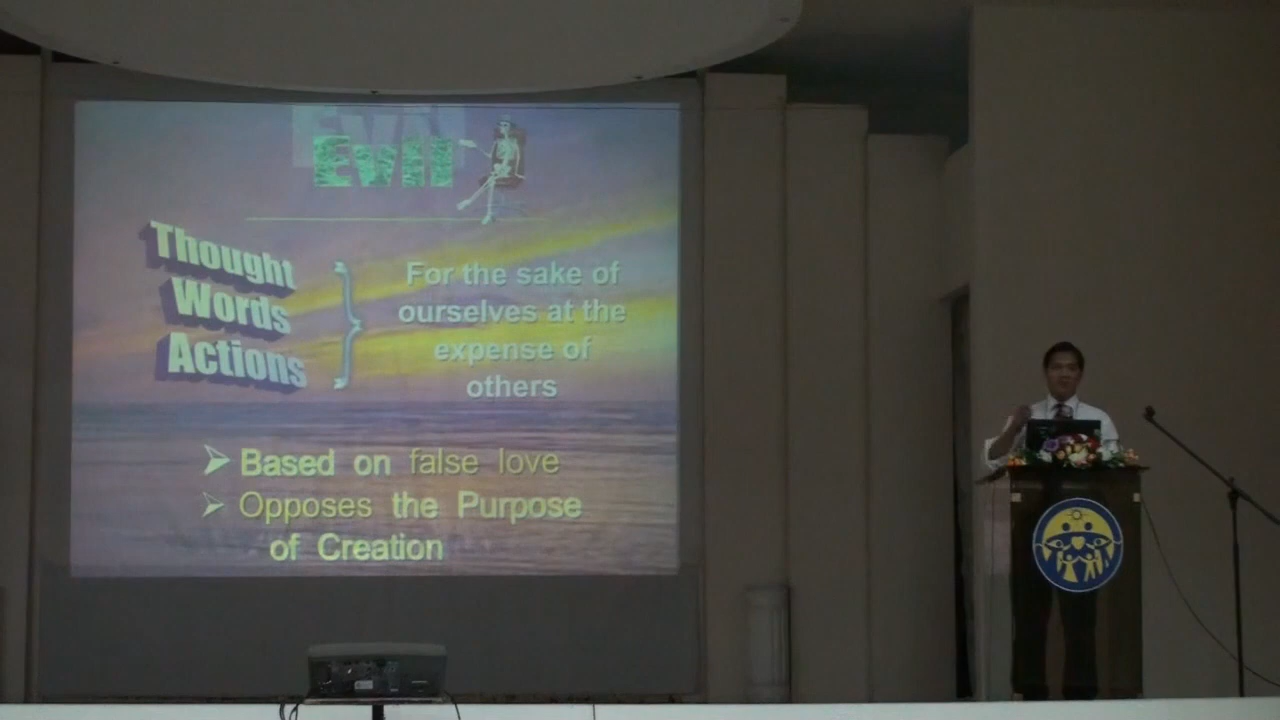 Evil
Thought
Words
Actions
For the sake of
ourselves at the
expense of
others
Based on false love
Opposes the Purpose
of Creation